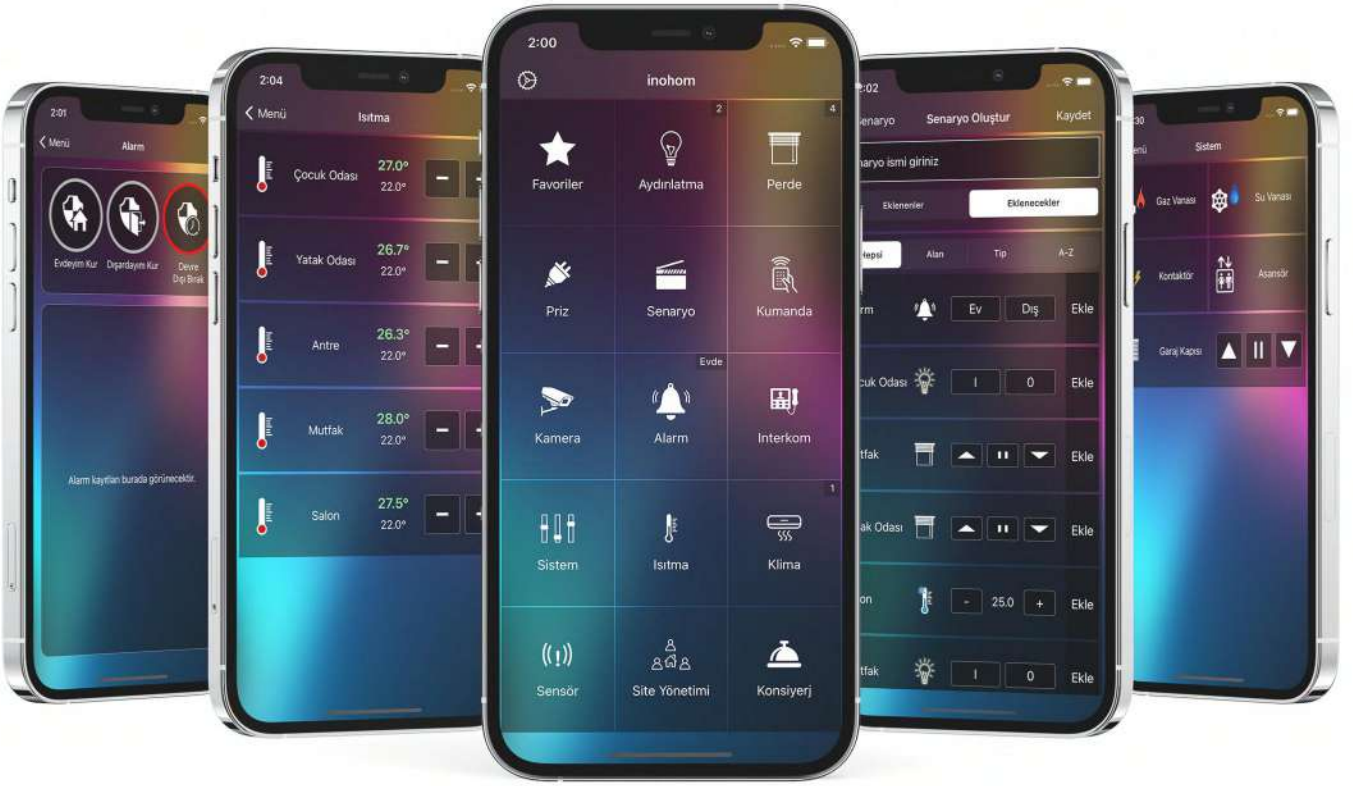 2:01
Menü
Alarm
Evdeyim Kur
Dışardayım Kur
Devre
Dışı Bırak
Alarm kayıtları burada görünecektir.
2:04
Menü
Isıtma
Çocuk Odası
27.0°
22.0°
Yatak Odası
26.7°
22.0°
Antre
26.3°
22.0°
Mutfak
28.0°
22.0°
Salon
27.5°
22.0°
2:00
inohom
2
4
Favoriler
Aydınlatma
Perde
Priz
Senaryo
Kumanda
Evde
Kamera
Alarm
Interkom
1
Sistem
Isıtma
Klima
Sensör
Site Yönetimi
Konsiyerj
:02
Senaryo Oluştur
Kaydet
ismi giriniz
Eklenenler
Eklenecekler
Alan
Tip
A-Z
Ev
Dış
Ekle
Odası
I
0
Ekle
Ekle
Odası
Ekle
-
25.0
+
Ekle
I
0
Ekle
Sistem
Gaz Vanası
Su Vanası
Kontaktör
Asansör
Garaj Kapısı